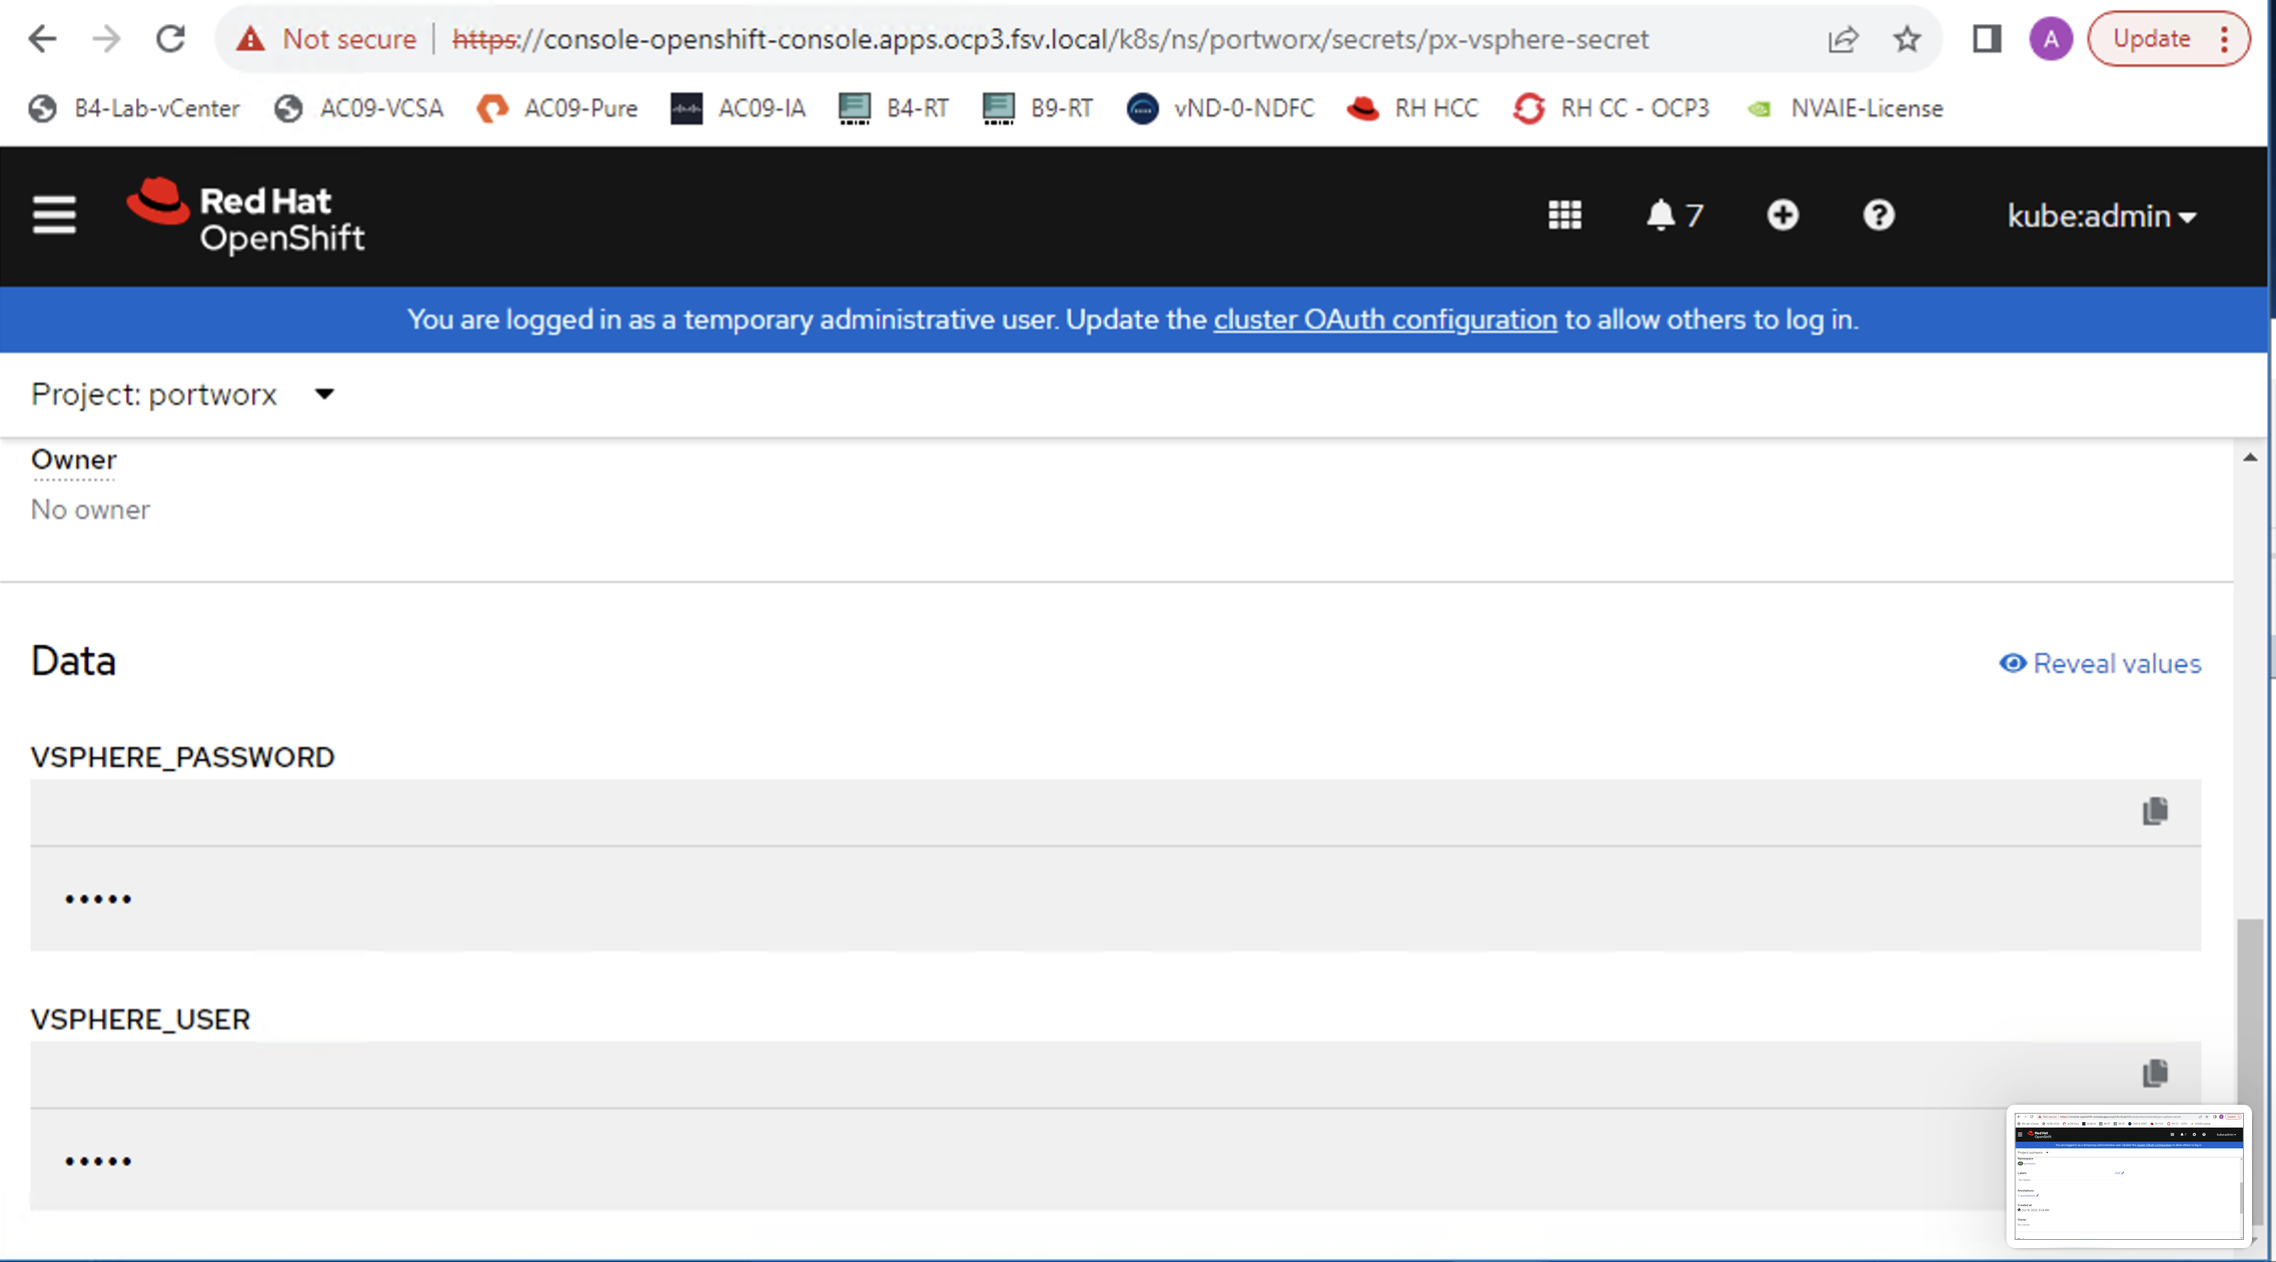 Not secure | https://console-openshift-console.apps.ocp3.fsv.local/k8s/ns/portworx/secrets/px-vsphere-secret A Update
B4-Lab-vCenter AC09-VCSA AC09-Pure AC09-IA B4-RT B9-RT vND-0-NDFC RH HCC RH CC - OCP3 NVAIE-License
Red Hat
OpenShift
7 kube:admin
You are logged in as a temporary administrative user. Update the cluster OAuth configuration to allow others to log in.
Project: portworx
Owner
No owner
Data Reveal values
VSPHERE_PASSWORD
•••••
VSPHERE_USER
•••••